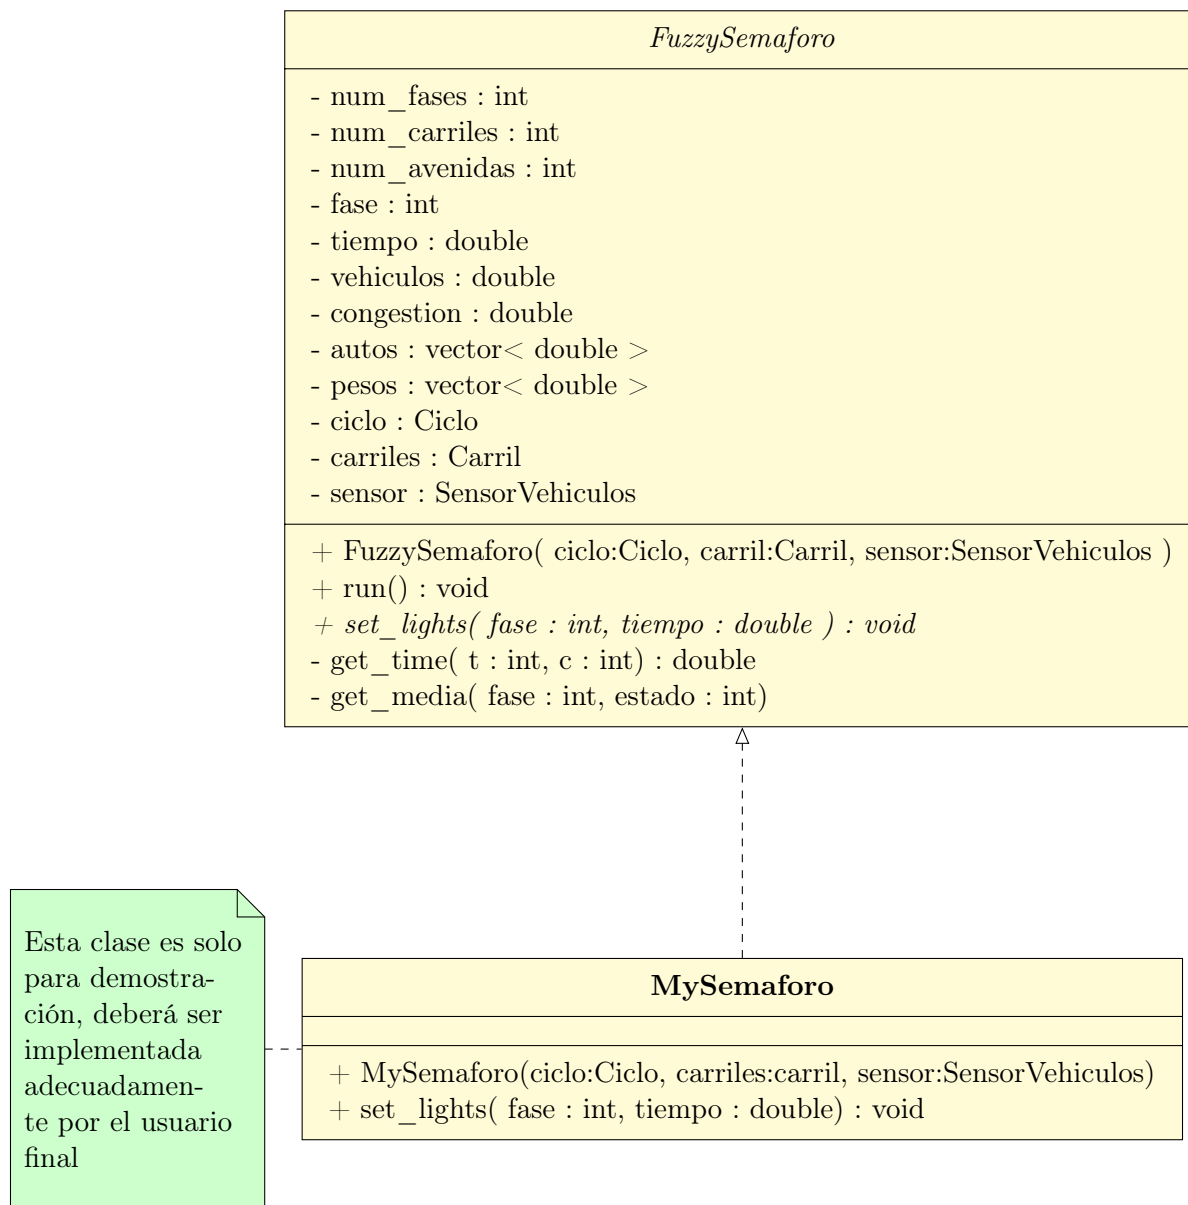 FuzzySemaforo
- num_fases : int
- num_carriles : int
- num_avenidas : int
- fase : int
- tiempo : double
- vehiculos : double
- congestion : double
- autos : vector< double >
- pesos : vector< double >
- ciclo : Ciclo
- carriles : Carril
- sensor : SensorVehiculos
+ FuzzySemaforo( ciclo:Ciclo, carril:Carril, sensor:SensorVehiculos )
+ run() : void
+ set_lights( fase : int, tiempo : double ) : void
- get_time( t : int, c : int) : double
- get_media( fase : int, estado : int)
Esta clase es solo
para demostra-
ción, deberá ser
implementada
adecuadamen-
te por el usuario
final
MySemaforo
+ MySemaforo(ciclo:Ciclo, carriles:carril, sensor:SensorVehiculos)
+ set_lights( fase : int, tiempo : double) : void